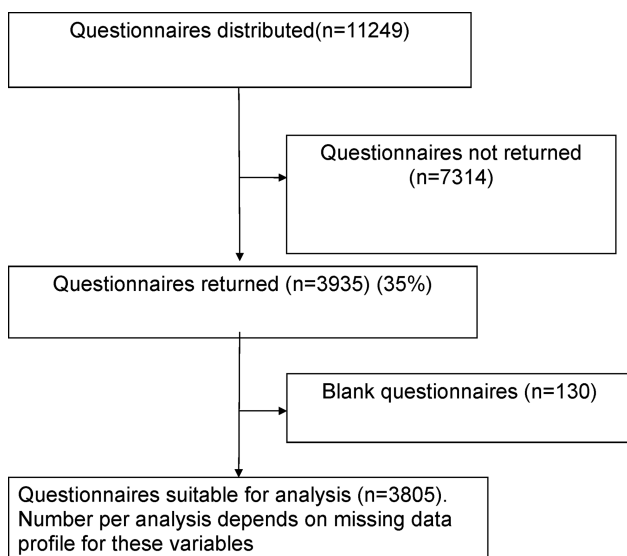 Questionnaires distributed(n=11249)
Questionnaires not returned
(n=7314)
Questionnaires returned (n=3935) (35%)
Blank questionnaires (n=130)
Questionnaires suitable for analysis (n=3805).
Number per analysis depends on missing data
profile for these variables